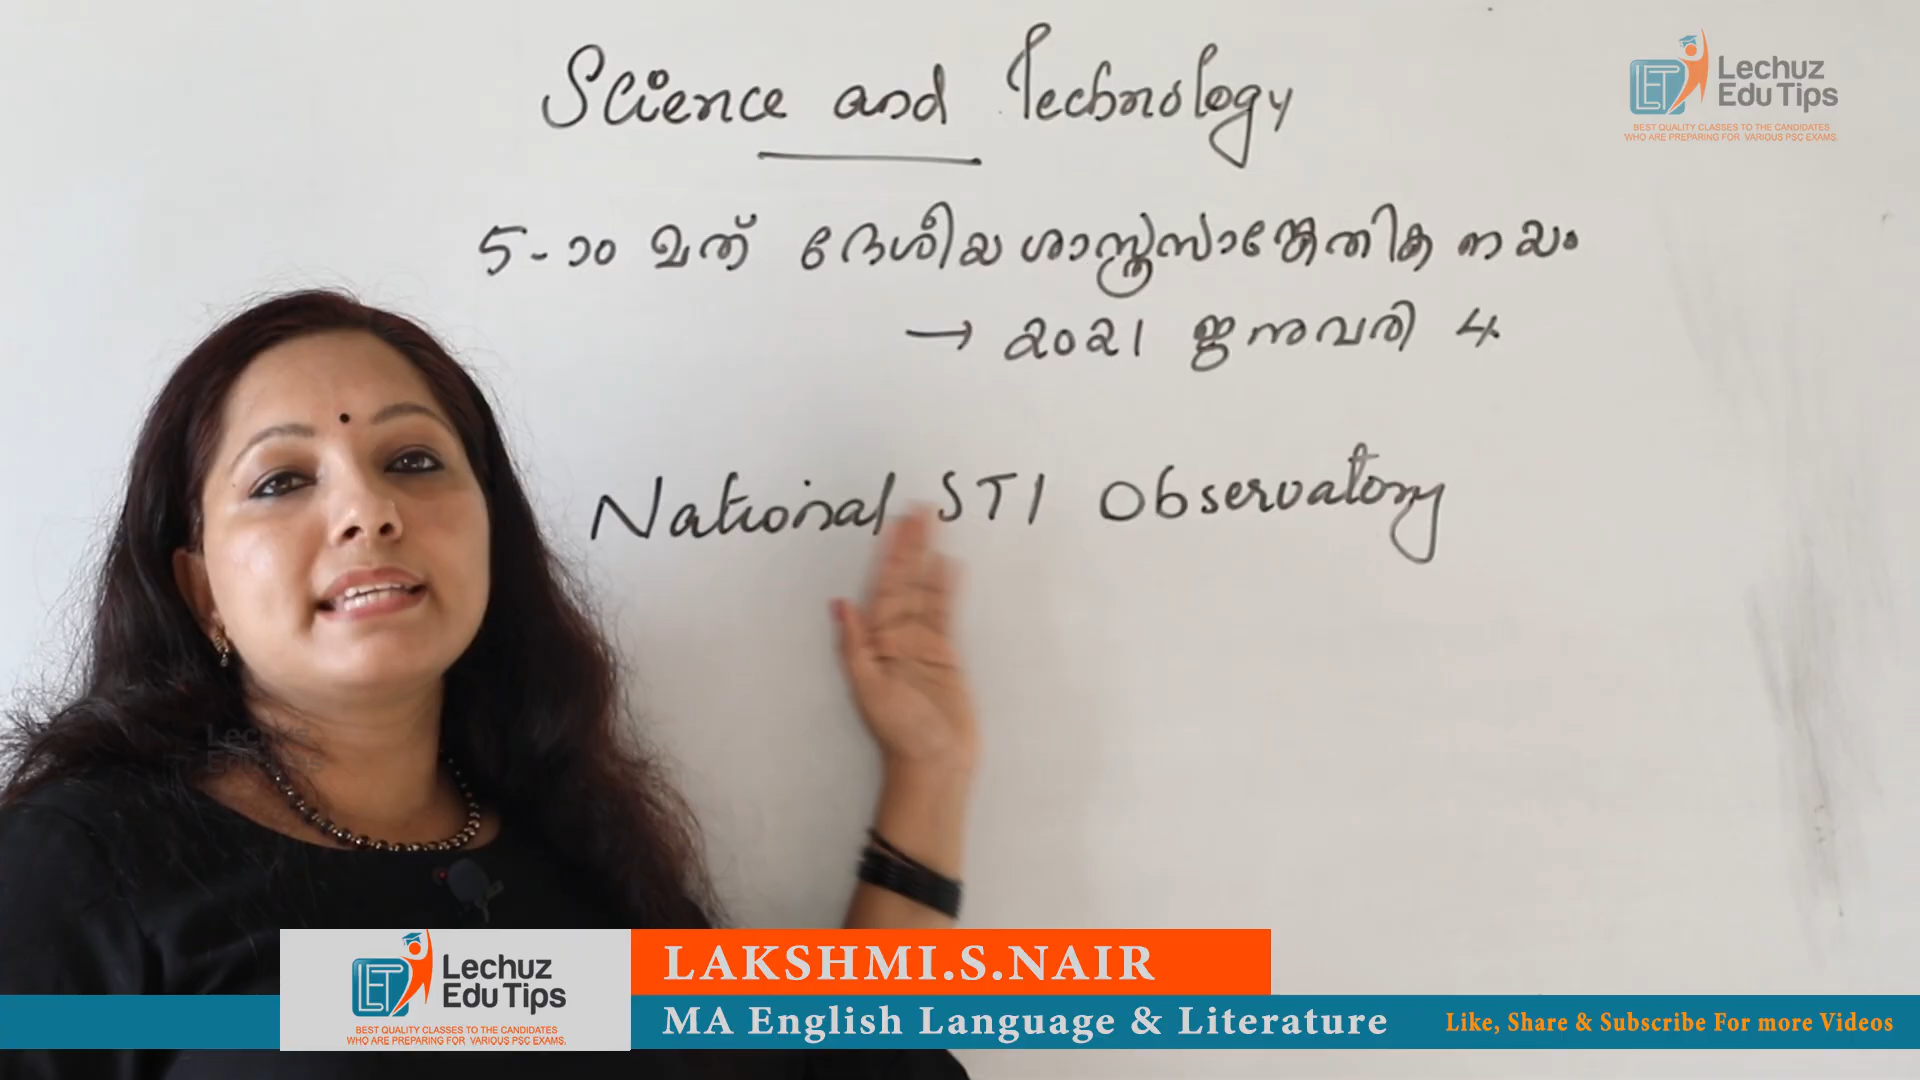 Science and Technology
Lechuz
Edu Tips
BEST QUALITY CLASSES TO THE CANDIDATES
WHO ARE PREPARING FOR VARIOUS PSC EXAMS.
5-ാം മത് ദേശീയ ശാസ്ത്രസാങ്കേതിക നയം
→ 2021 ജനുവരി 4.
National STI Observatory
Lechuz
Edu Tips
BEST QUALITY CLASSES TO THE CANDIDATES
WHO ARE PREPARING FOR VARIOUS PSC EXAMS.
LAKSHMI.S.NAIR
MA English Language & Literature
Like, Share & Subscribe For more Videos